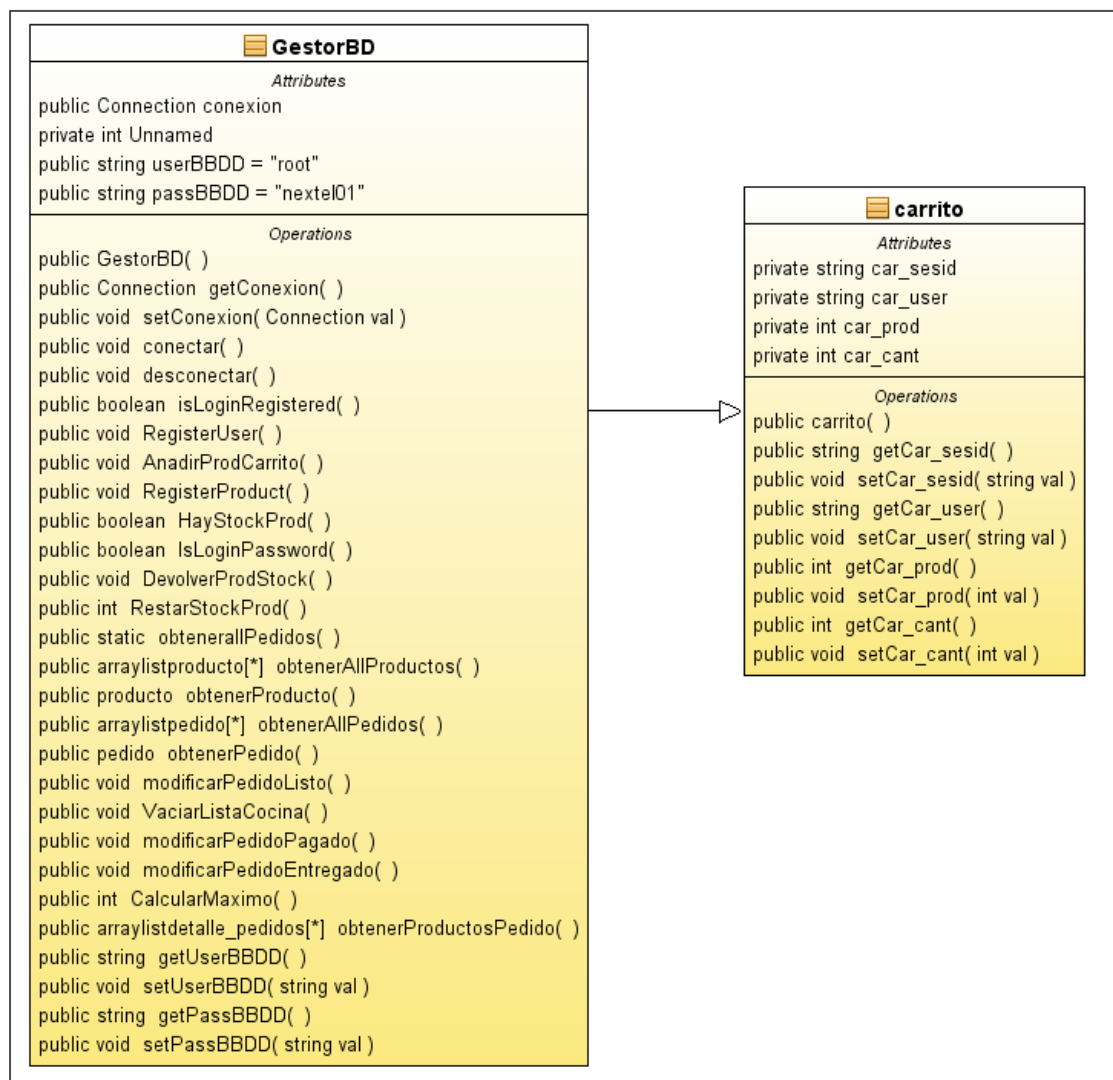 GestorBD
Attributes
public Connection conexion
private int Unnamed
public string userBBDD = "root"
public string passBBDD = "nextel01"
Operations
public GestorBD( )
public Connection getConexion( )
public void setConexion( Connection val )
public void conectar( )
public void desconectar( )
public boolean isLoginRegistered( )
public void RegisterUser( )
public void AnadirProdCarrito( )
public void RegisterProduct( )
public boolean HayStockProd( )
public boolean IsLoginPassword( )
public void DevolverProdStock( )
public int RestarStockProd( )
public static obtenerallPedidos( )
public arraylistproducto[*] obtenerAllProductos( )
public producto obtenerProducto( )
public arraylistpedido[*] obtenerAllPedidos( )
public pedido obtenerPedido( )
public void modificarPedidoListo( )
public void VaciarListaCocina( )
public void modificarPedidoPagado( )
public void modificarPedidoEntregado( )
public int CalcularMaximo( )
public arraylistdetalle_pedidos[*] obtenerProductosPedido( )
public string getUserBBDD( )
public void setUserBBDD( string val )
public string getPassBBDD( )
public void setPassBBDD( string val )
carrito
Attributes
private string car_sesid
private string car_user
private int car_prod
private int car_cant
Operations
public carrito( )
public string getCar_sesid( )
public void setCar_sesid( string val )
public string getCar_user( )
public void setCar_user( string val )
public int getCar_prod( )
public void setCar_prod( int val )
public int getCar_cant( )
public void setCar_cant( int val )